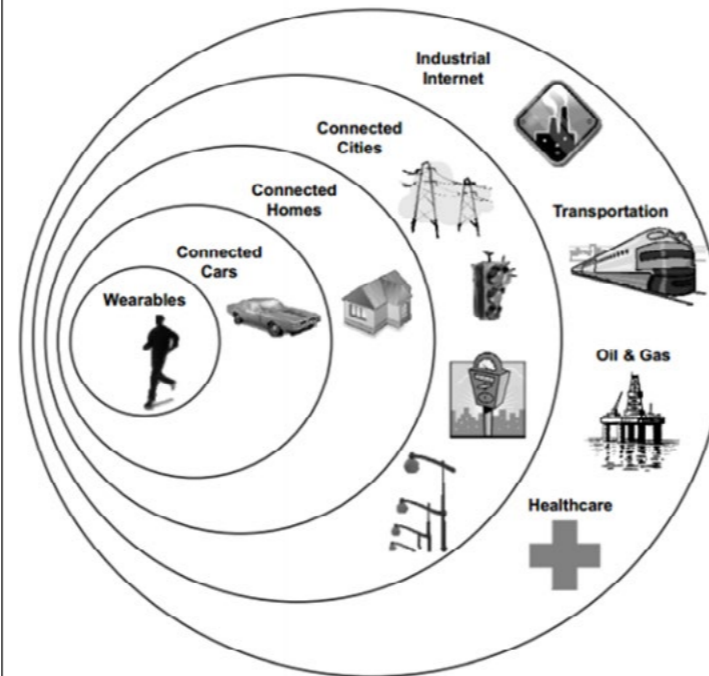 Industrial
Internet
Connected
Cities
Connected
Homes
Transportation
Connected
Cars
Wearables
Oil & Gas
Healthcare